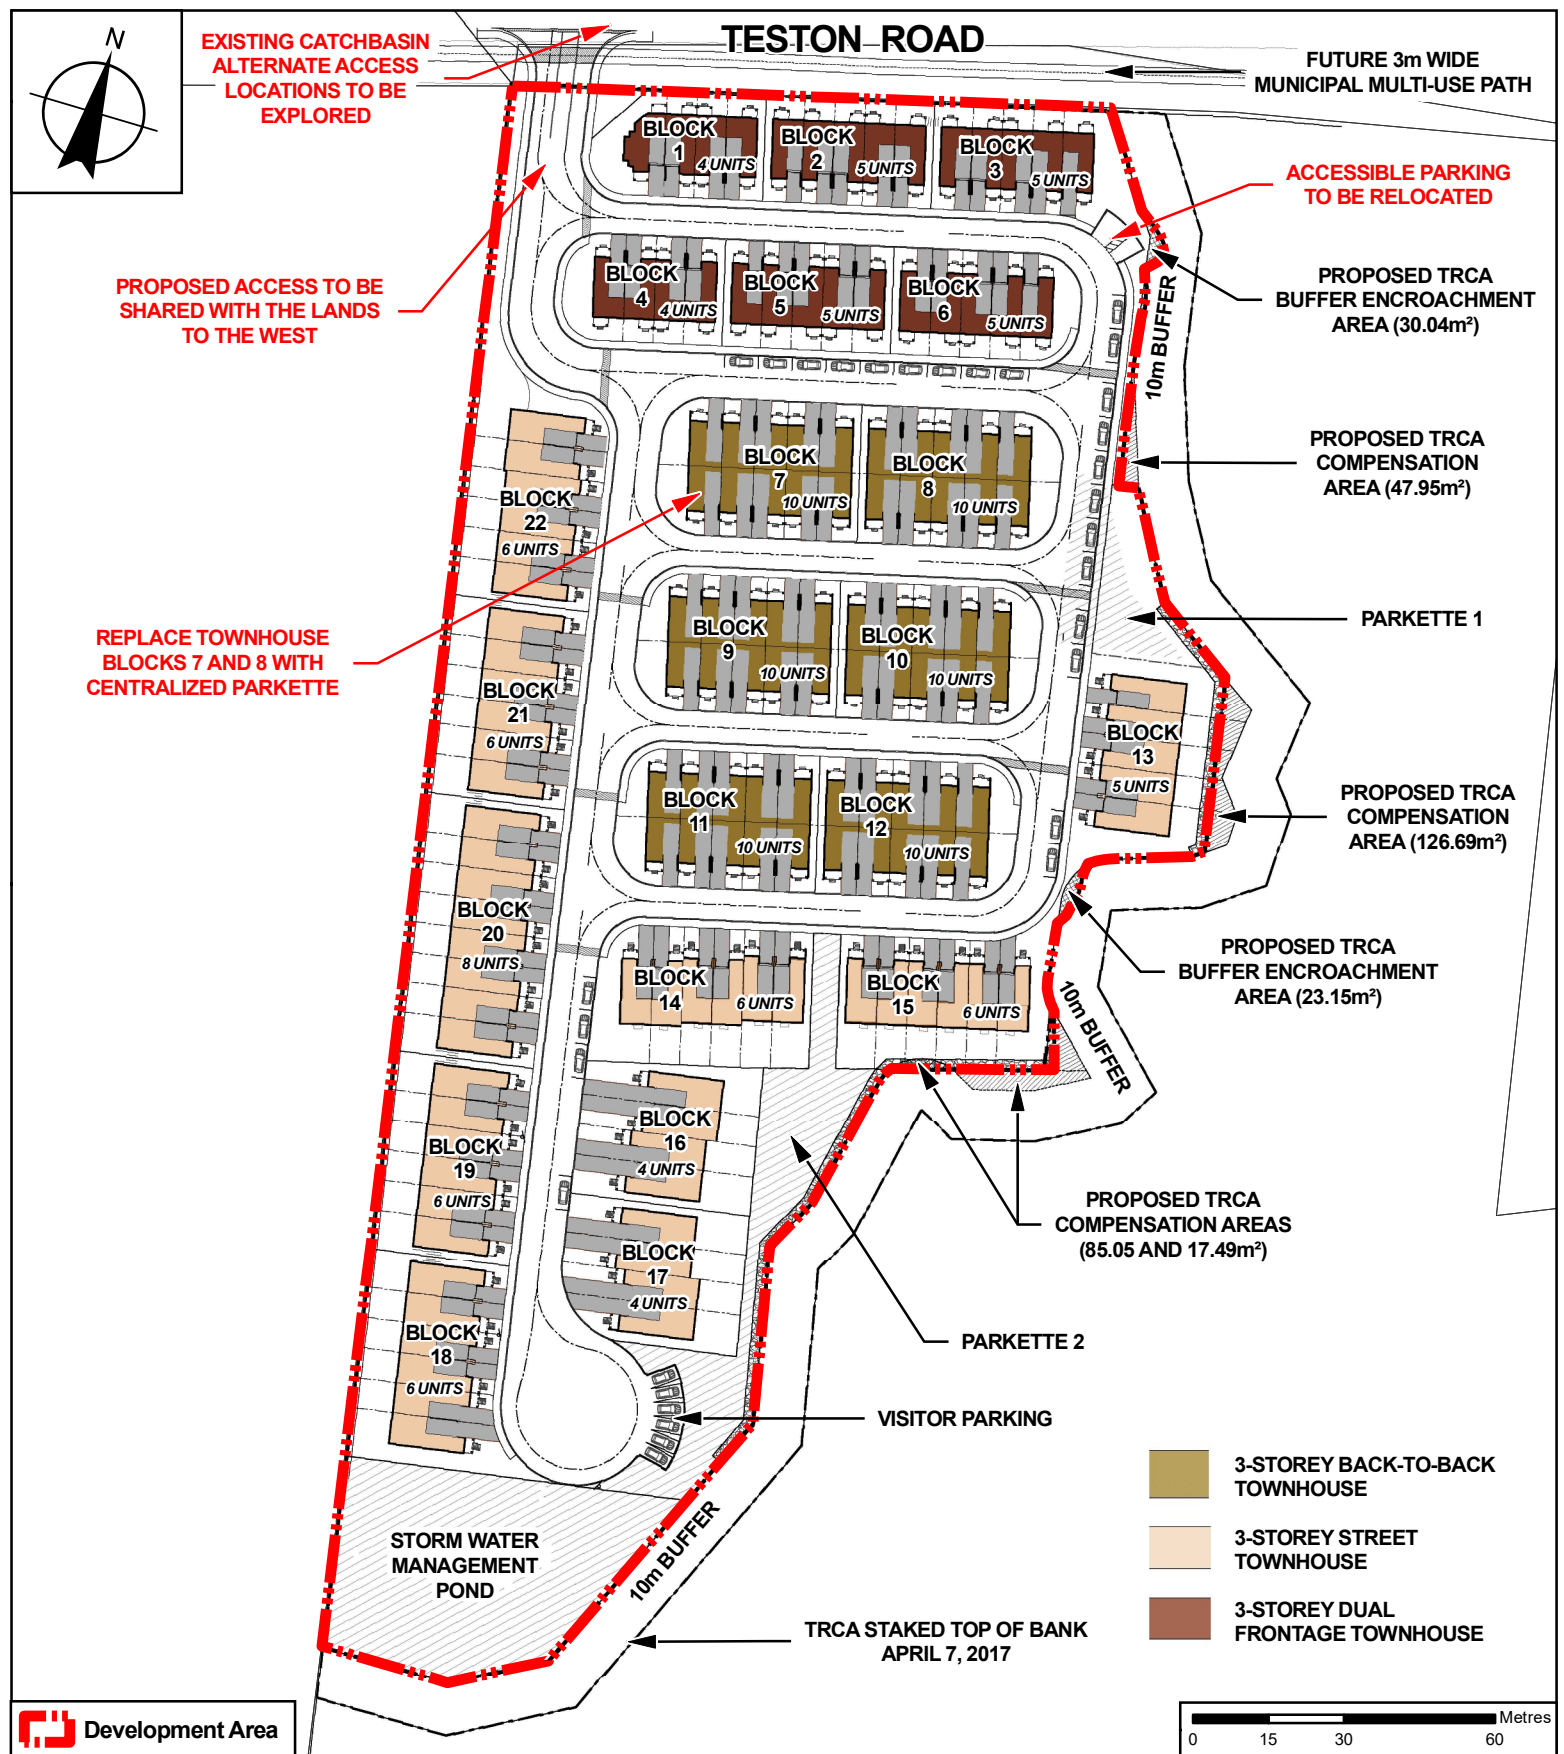 N
TESTON ROAD
EXISTING CATCHBASIN
ALTERNATE ACCESS
LOCATIONS TO BE
EXPLORED
FUTURE 3m WIDE
MUNICIPAL MULTI-USE PATH
BLOCK
1
4 UNITS
BLOCK
2
5 UNITS
BLOCK
3
5 UNITS
ACCESSIBLE PARKING
TO BE RELOCATED
PROPOSED ACCESS TO BE
SHARED WITH THE LANDS
TO THE WEST
BLOCK
4
4 UNITS
BLOCK
5
5 UNITS
BLOCK
6
5 UNITS
PROPOSED TRCA
BUFFER ENCROACHMENT
AREA (30.04m²)
10m BUFFER
PROPOSED TRCA
COMPENSATION
AREA (47.95m²)
BLOCK
7
10 UNITS
BLOCK
8
10 UNITS
BLOCK
22
6 UNITS
REPLACE TOWNHOUSE
BLOCKS 7 AND 8 WITH
CENTRALIZED PARKETTE
BLOCK
9
10 UNITS
BLOCK
10
10 UNITS
PARKETTE 1
BLOCK
21
6 UNITS
BLOCK
13
5 UNITS
BLOCK
11
10 UNITS
BLOCK
12
10 UNITS
PROPOSED TRCA
COMPENSATION
AREA (126.69m²)
BLOCK
20
8 UNITS
BLOCK
14
6 UNITS
BLOCK
15
6 UNITS
PROPOSED TRCA
BUFFER ENCROACHMENT
AREA (23.15m²)
10m BUFFER
BLOCK
19
6 UNITS
BLOCK
16
4 UNITS
PROPOSED TRCA
COMPENSATION AREAS
(85.05 AND 17.49m²)
BLOCK
17
4 UNITS
BLOCK
18
6 UNITS
PARKETTE 2
VISITOR PARKING
STORM WATER
MANAGEMENT
POND
10m BUFFER
TRCA STAKED TOP OF BANK
APRIL 7, 2017
3-STOREY BACK-TO-BACK
TOWNHOUSE
3-STOREY STREET
TOWNHOUSE
3-STOREY DUAL
FRONTAGE TOWNHOUSE
Development Area
Metres
0 15 30 60